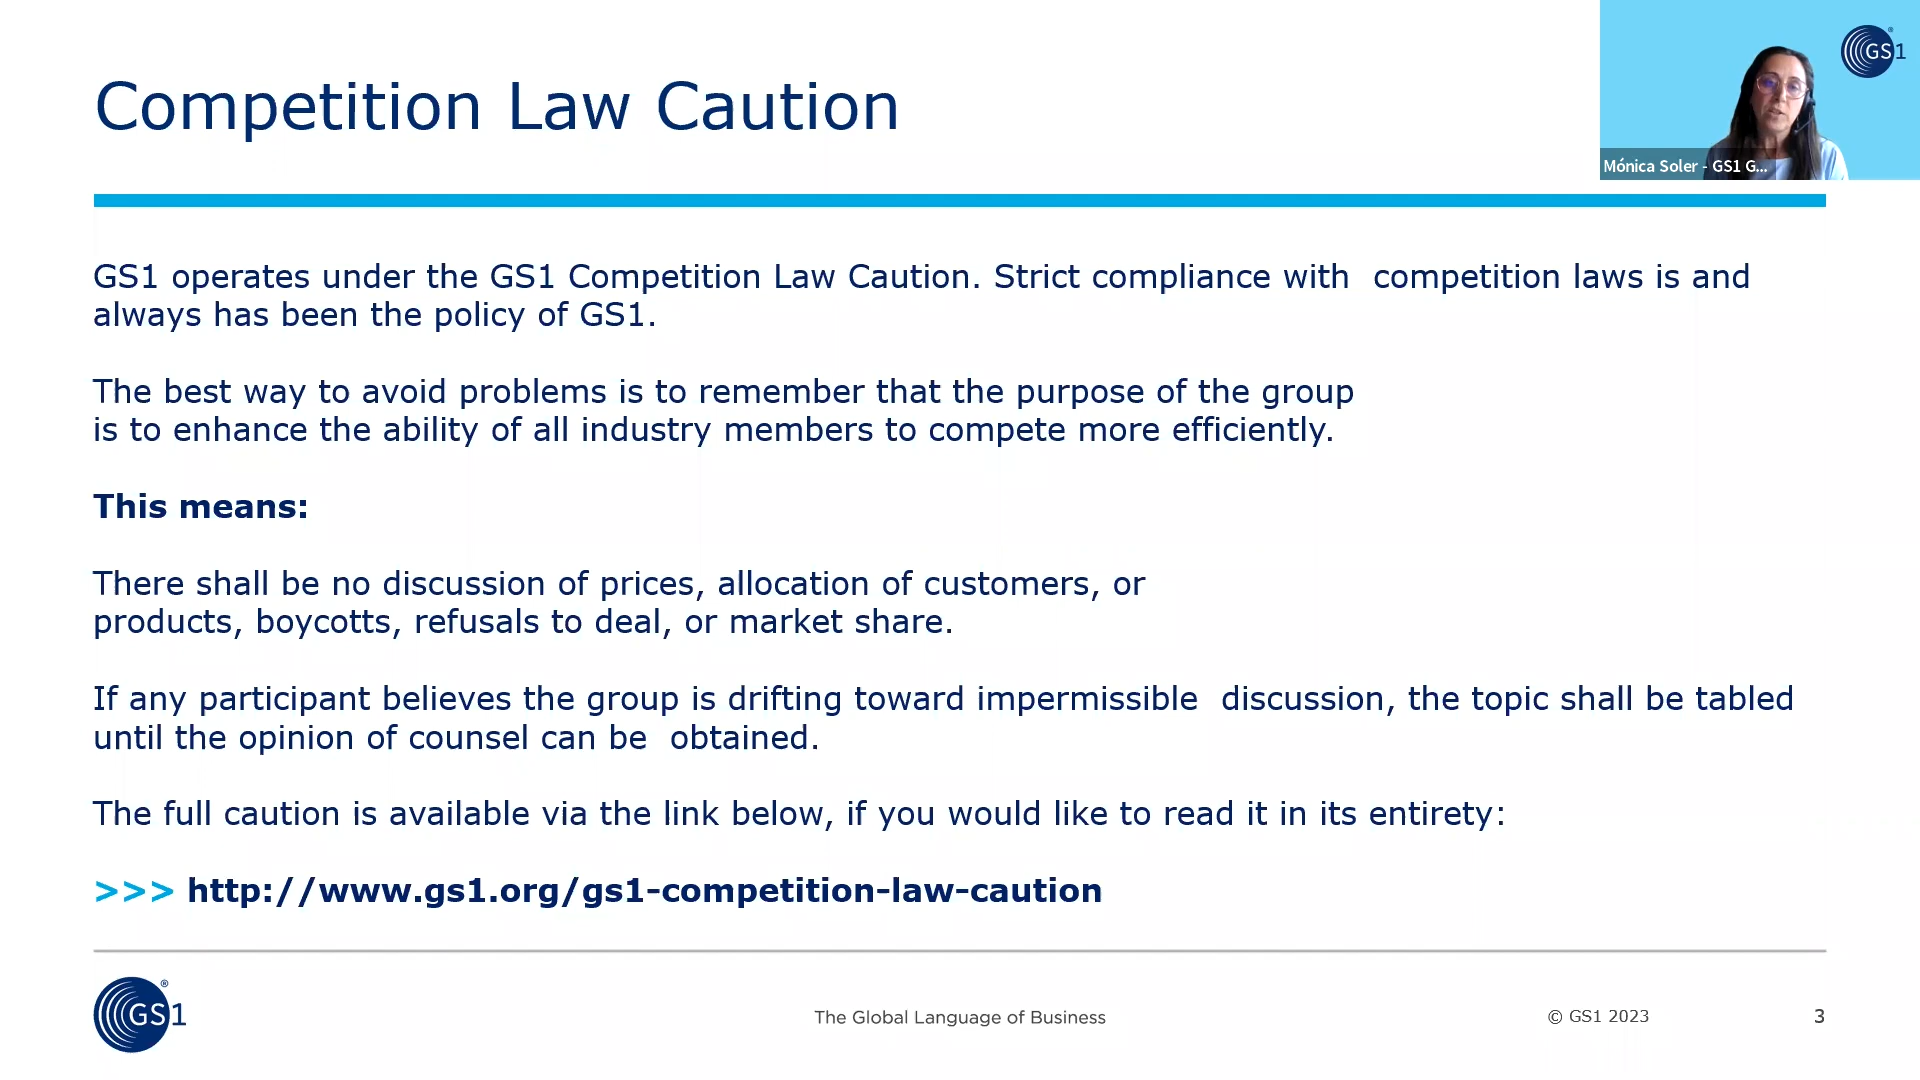 Competition Law Caution
GS1
Mónica Soler - GS1 G...
GS1 operates under the GS1 Competition Law Caution. Strict compliance with  competition laws is and
always has been the policy of GS1.
The best way to avoid problems is to remember that the purpose of the group
is to enhance the ability of all industry members to compete more efficiently.
This means:
There shall be no discussion of prices, allocation of customers, or
products, boycotts, refusals to deal, or market share.
If any participant believes the group is drifting toward impermissible  discussion, the topic shall be tabled
until the opinion of counsel can be  obtained.
The full caution is available via the link below, if you would like to read it in its entirety:
>>> http://www.gs1.org/gs1-competition-law-caution
GS1®
The Global Language of Business
© GS1 2023
3